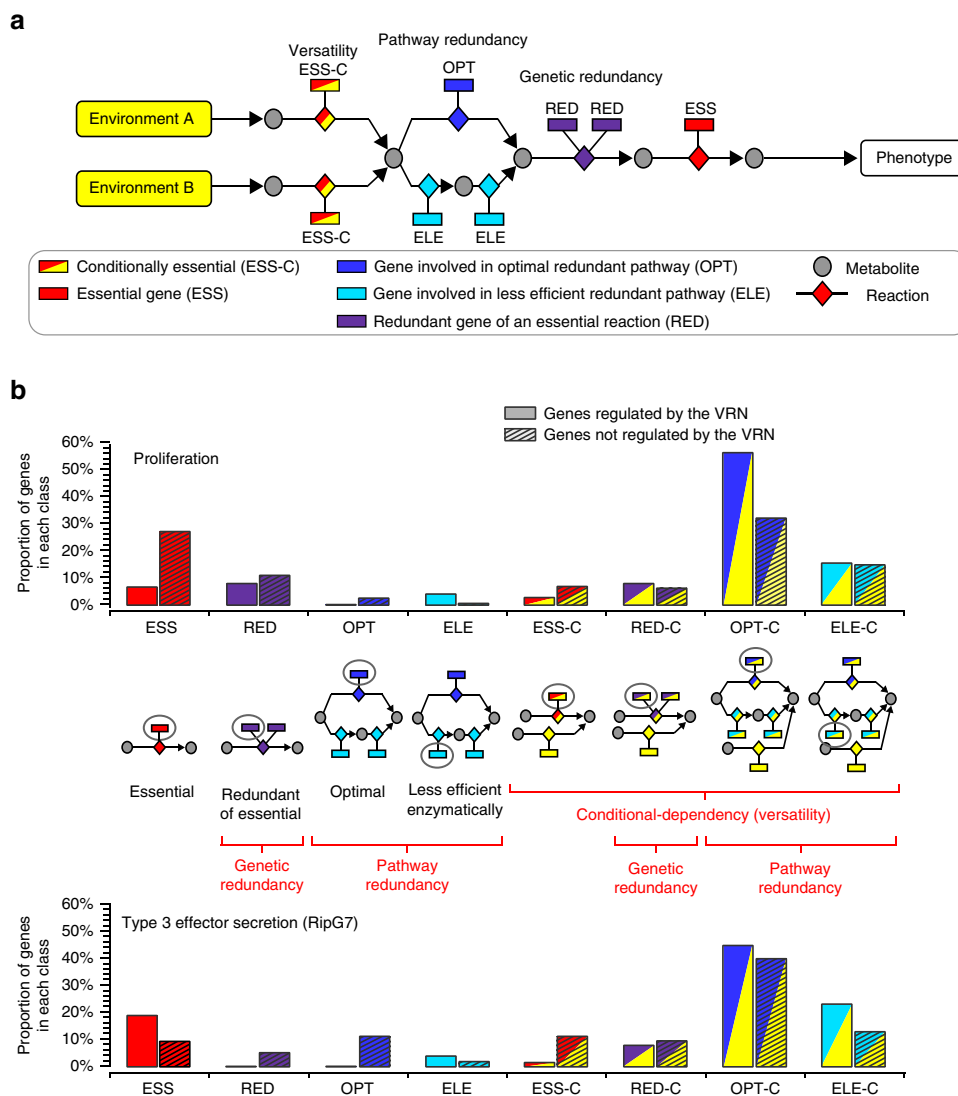 a
Versatility
ESS-C
Pathway redundancy
OPT
Genetic redundancy
RED
RED
ESS
Environment A
Environment B
Phenotype
ESS-C
ELE
ELE
Conditionally essential (ESS-C)
Gene involved in optimal redundant pathway (OPT)
Metabolite
Essential gene (ESS)
Gene involved in less efficient redundant pathway (ELE)
Reaction
Redundant gene of an essential reaction (RED)
b
Genes regulated by the VRN
Genes not regulated by the VRN
Proportion of genes
in each class
60%
50%
40%
30%
20%
10%
0%
Proliferation
ESS
RED
OPT
ELE
ESS-C
RED-C
OPT-C
ELE-C
Essential
Redundant
of essential
Optimal
Less efficient
enzymatically
Conditional-dependency (versatility)
Genetic
redundancy
Pathway
redundancy
Genetic
redundancy
Pathway
redundancy
Proportion of genes
in each class
60%
50%
40%
30%
20%
10%
0%
Type 3 effector secretion (RipG7)
ESS
RED
OPT
ELE
ESS-C
RED-C
OPT-C
ELE-C